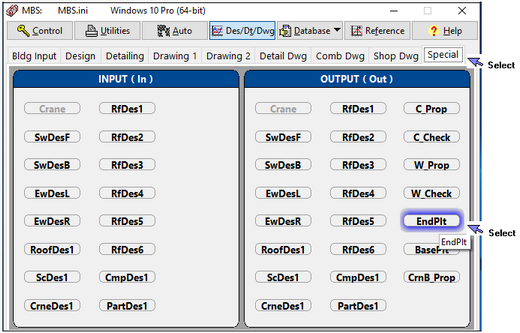 MBS: MBS.ini Windows 10 Pro (64-bit)
Control Utilities Auto Des/Dt/Dwg Database Reference ? Help
Bldg Input Design Detailing Drawing 1 Drawing 2 Detail Dwg Comb Dwg Shop Dwg Special
Select
INPUT ( In ) OUTPUT ( Out )
Crane RfDes1 Crane RfDes1 C_Prop
SwDesF RfDes2 SwDesF RfDes2 C_Check
SwDesB RfDes3 SwDesB RfDes3 W_Prop
EwDesL RfDes4 EwDesL RfDes4 W_Check
EwDesR RfDes5 EwDesR RfDes5 EndPlt
Select
EndPlt
RoofDes1 RfDes6 RoofDes1 RfDes6
ScDes1 CmpDes1 ScDes1 CmpDes1 CrnB_Prop
CrneDes1 PartDes1 CrneDes1 PartDes1